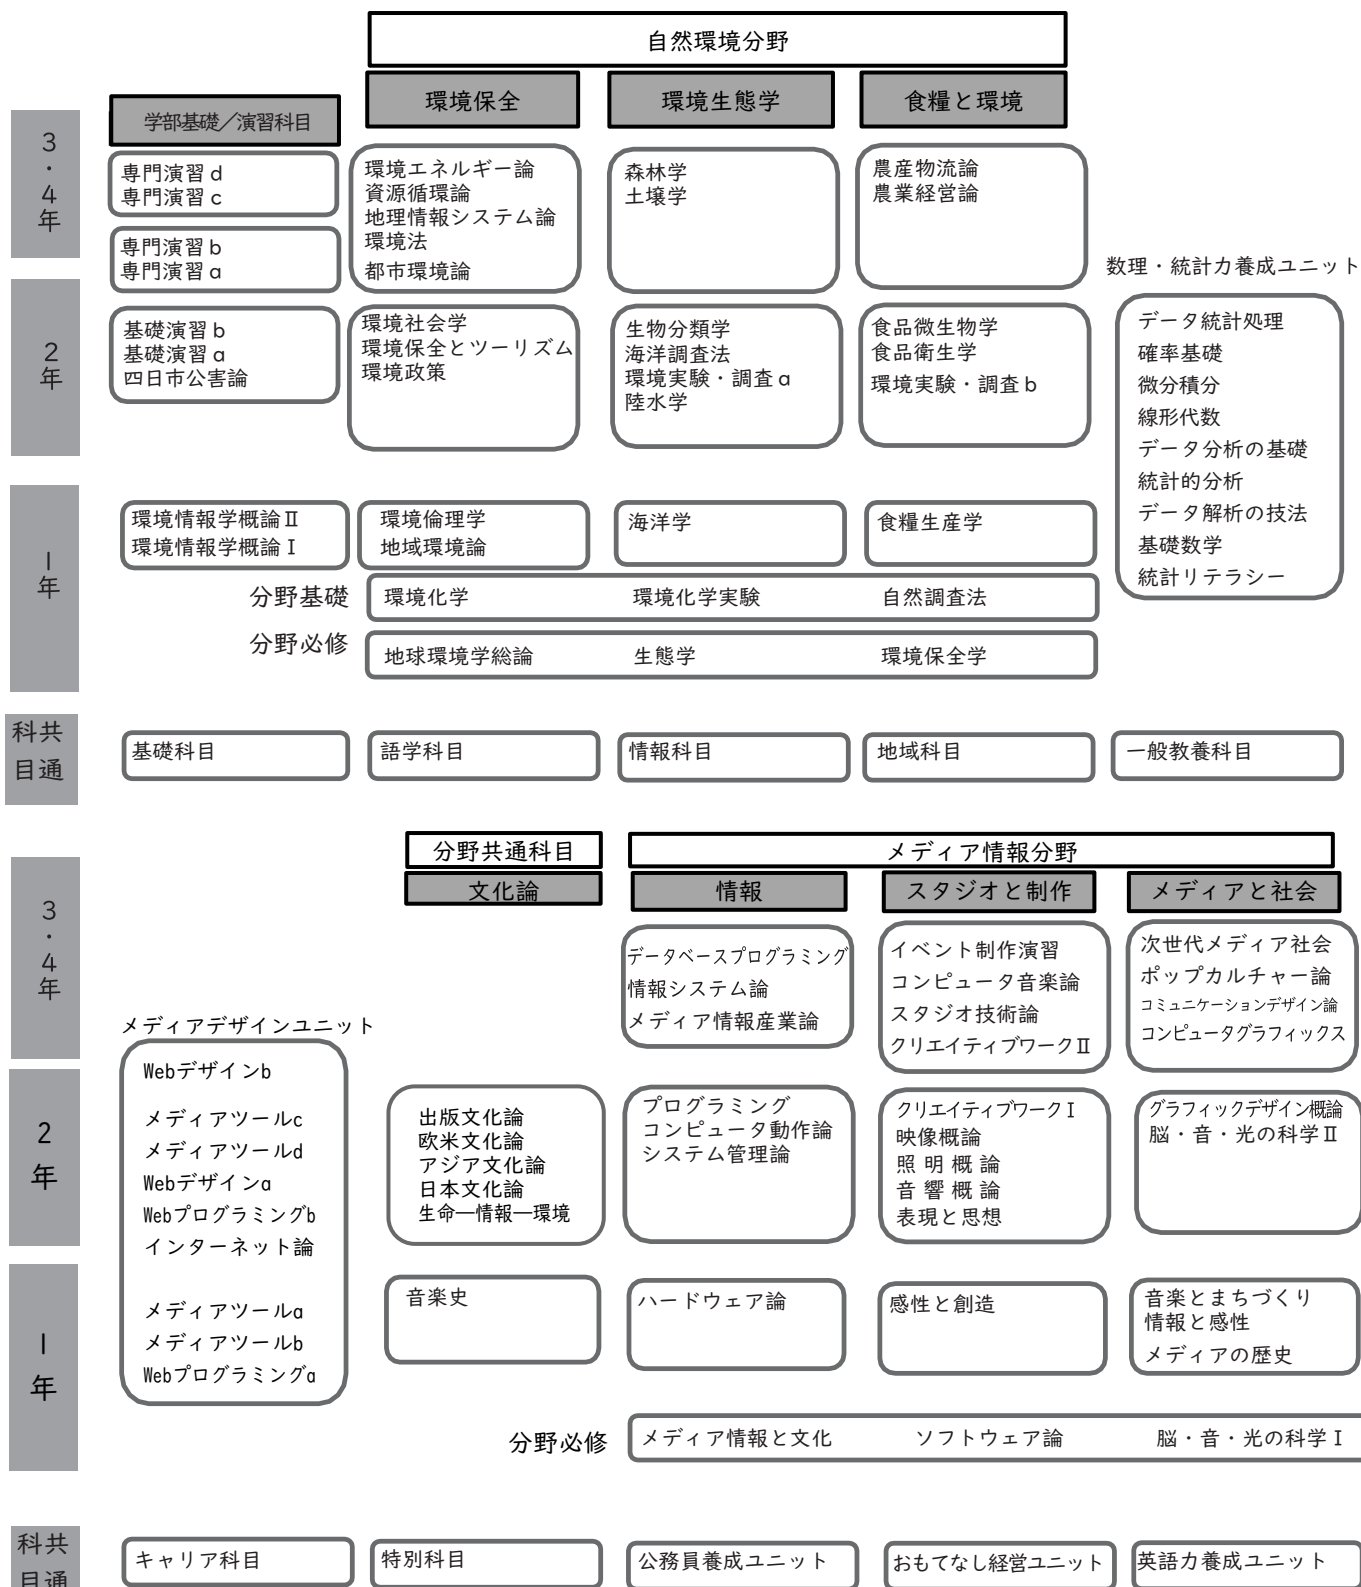 自然環境分野
学部基礎／演習科目
環境保全
環境生態学
食糧と環境
3・4年
専門演習d
専門演習c
専門演習b
専門演習a
環境エネルギー論
資源循環論
地理情報システム論
環境法
都市環境論
森林学
土壌学
農産物流論
農業経営論
数理・統計力養成ユニット
データ統計処理
確率基礎
微分積分
線形代数
データ分析の基礎
統計的分析
データ解析の技法
基礎数学
統計リテラシー
2年
基礎演習b
基礎演習a
四日市公害論
環境社会学
環境保全とツーリズム
環境政策
生物分類学
海洋調査法
環境実験・調査a
陸水学
食品微生物学
食品衛生学
環境実験・調査b
1年
環境情報学概論Ⅱ
環境情報学概論Ⅰ
環境倫理学
地域環境論
海洋学
食糧生産学
分野基礎
環境化学
環境化学実験
自然調査法
分野必修
地球環境学総論
生態学
環境保全学
共通科目
基礎科目
語学科目
情報科目
地域科目
一般教養科目
分野共通科目
メディア情報分野
文化論
情報
スタジオと制作
メディアと社会
3・4年
データベースプログラミング
情報システム論
メディア情報産業論
イベント制作演習
コンピュータ音楽論
スタジオ技術論
クリエイティブワークⅡ
次世代メディア社会
ポップカルチャー論
コミュニケーションデザイン論
コンピュータグラフィックス
メディアデザインユニット
Webデザインb
メディアツールc
メディアツールd
Webデザインa
Webプログラミングb
インターネット論
メディアツールa
メディアツールb
Webプログラミングa
2年
出版文化論
欧米文化論
アジア文化論
日本文化論
生命―情報―環境
プログラミング
コンピュータ動作論
システム管理論
クリエイティブワークⅠ
映像概論
照明概論
音響概論
表現と思想
グラフィックデザイン概論
脳・音・光の科学Ⅱ
1年
音楽史
ハードウェア論
感性と創造
音楽とまちづくり
情報と感性
メディアの歴史
分野必修
メディア情報と文化
ソフトウェア論
脳・音・光の科学Ⅰ
共通科目
キャリア科目
特別科目
公務員養成ユニット
おもてなし経営ユニット
英語力養成ユニット